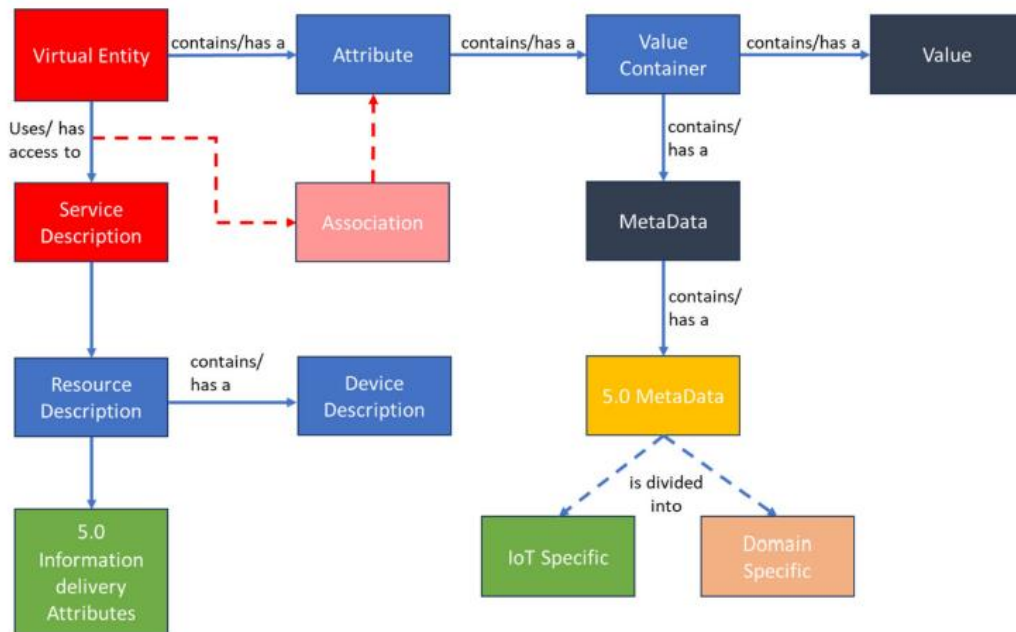 Virtual Entity
contains/has a
Attribute
contains/has a
Value
Container
contains/has a
Value
Uses/ has
access to
contains/
has a
Service
Description
Association
MetaData
contains/
has a
Resource
Description
contains/
has a
Device
Description
5.0 MetaData
is divided
into
5.0
Information
delivery
Attributes
IoT Specific
Domain
Specific